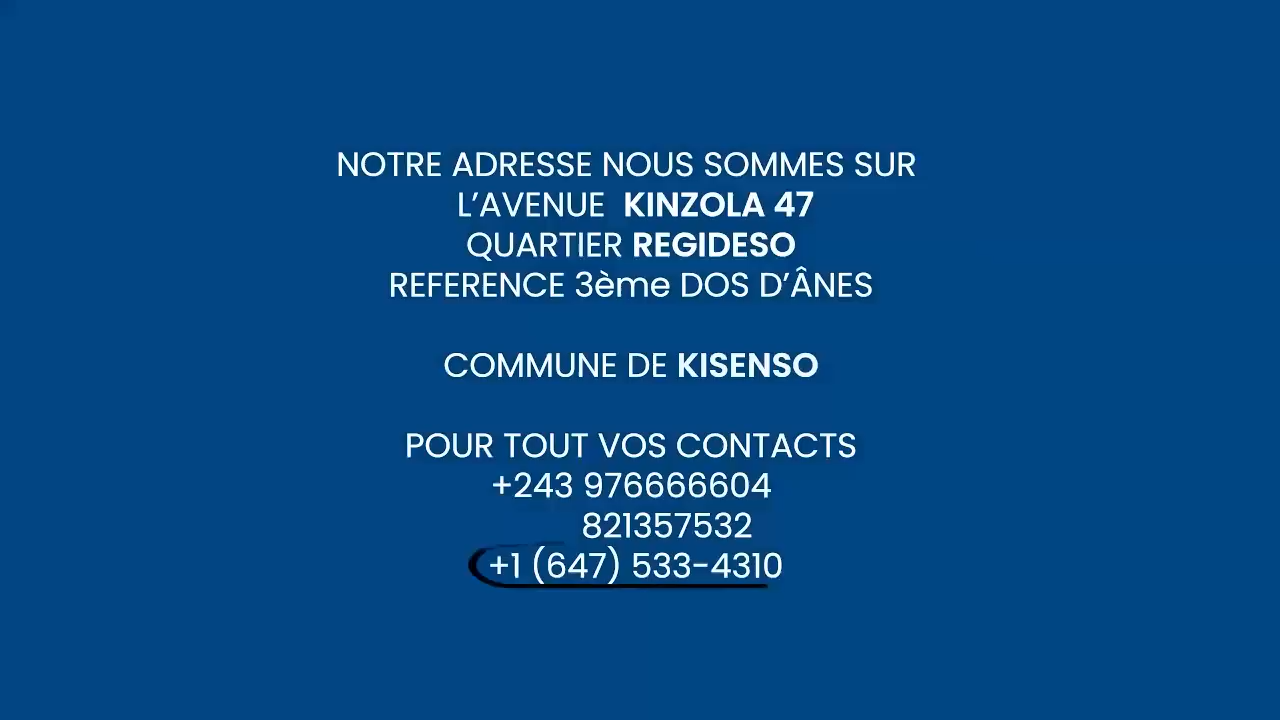 NOTRE ADRESSE NOUS SOMMES SUR
L’AVENUE KINZOLA 47
QUARTIER REGIDESO
REFERENCE 3ème DOS D’ÂNES
COMMUNE DE KISENSO
POUR TOUT VOS CONTACTS
+243 976666604
821357532
+1 (647) 533-4310